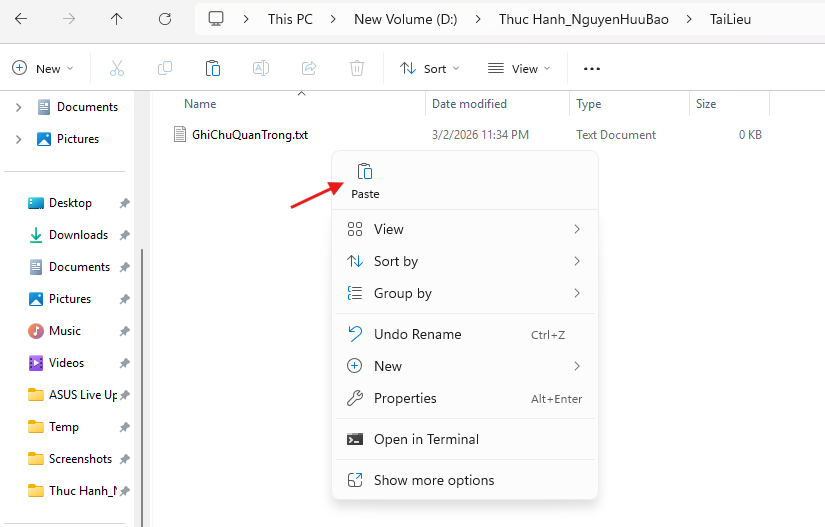 This PC > New Volume (D:) > Thuc Hanh_NguyenHuuBao > TaiLieu
New Sort View
Name Date modified Type Size
Documents
Pictures
GhiChuQuanTrong.txt 3/2/2026 11:34 PM Text Document 0 KB
Paste
View
Sort by
Group by
Undo Rename Ctrl+Z
New
Properties Alt+Enter
Open in Terminal
Show more options
Desktop
Downloads
Documents
Pictures
Music
Videos
ASUS Live Up
Temp
Screenshots
Thuc Hanh_N